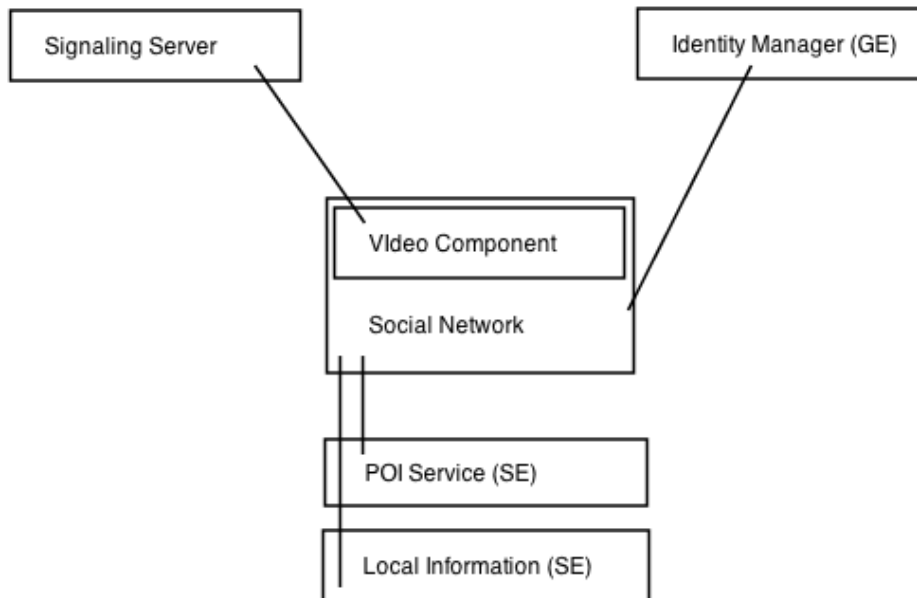 Signaling Server
Identity Manager (GE)
VIdeo Component
Social Network
POI Service (SE)
Local Information (SE)